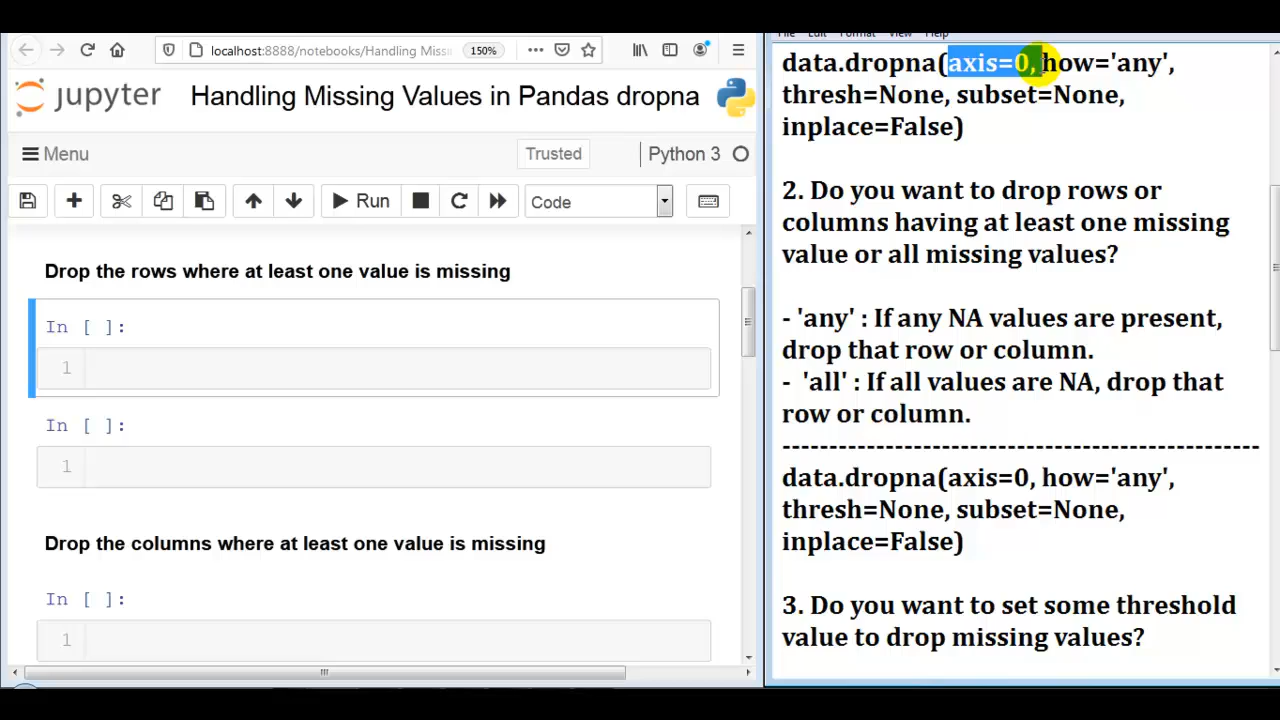 localhost:8888/notebooks/Handling Miss
150%
jupyter
Handling Missing Values in Pandas dropna
Menu
Trusted
Python 3
Run
Code
Drop the rows where at least one value is missing
In [ ]:
1
In [ ]:
1
Drop the columns where at least one value is missing
In [ ]:
1
data.dropna(axis=0, how='any',
thresh=None, subset=None,
inplace=False)
2. Do you want to drop rows or
columns having at least one missing
value or all missing values?
- 'any' : If any NA values are present,
drop that row or column.
- 'all' : If all values are NA, drop that
row or column.
-----------------------------------------------------
data.dropna(axis=0, how='any',
thresh=None, subset=None,
inplace=False)
3. Do you want to set some threshold
value to drop missing values?